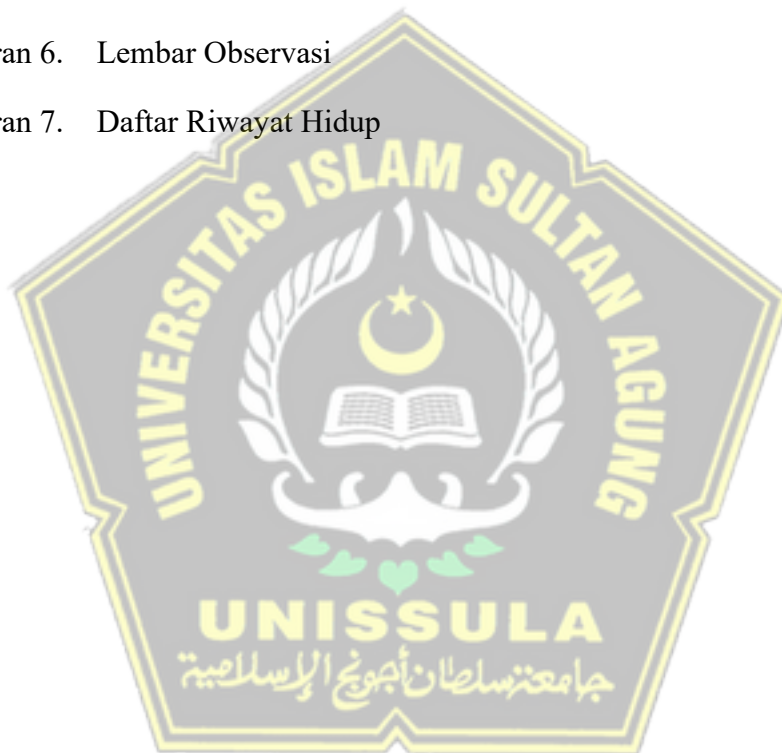 ran 6. Lembar Observasi
ran 7. Daftar Riwayat Hidup
UNIVERSITAS ISLAM SULTAN AGUNG
UNISSULA
جامعة سلطان أجونج الإسلامية